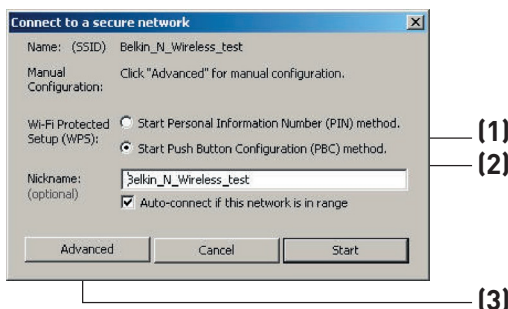 Connect to a secure network
Name: (SSID) Belkin_N_Wireless_test
Manual Configuration: Click "Advanced" for manual configuration.
Wi-Fi Protected Setup (WPS): Start Personal Information Number (PIN) method.
Start Push Button Configuration (PBC) method.
Nickname: (optional) Belkin_N_Wireless_test
Auto-connect if this network is in range
Advanced Cancel Start
(1)
(2)
(3)